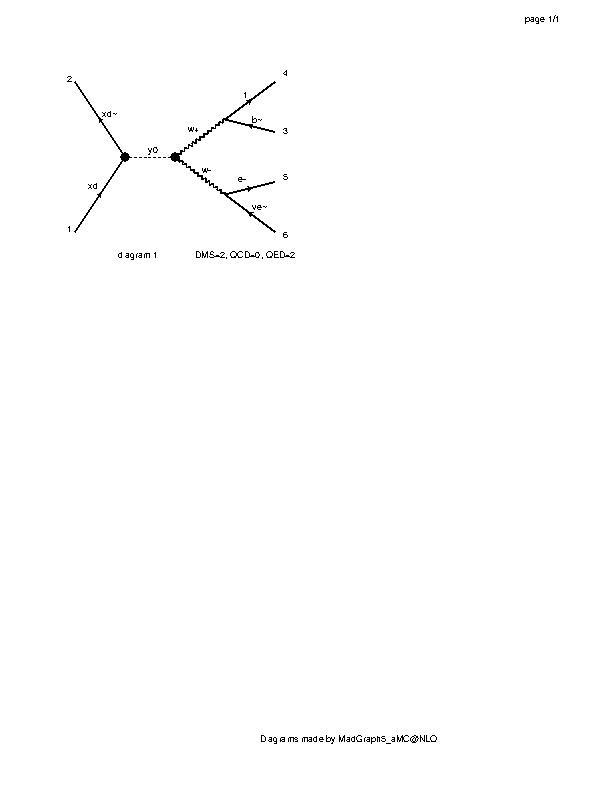 page 1/1
2
4
t
xd~
b~
w+
3
y0
w-
5
e-
xd
ve~
1
6
diagram 1 DMS=2, QCD=0, QED=2
Diagrams made by MadGraph5_aMC@NLO